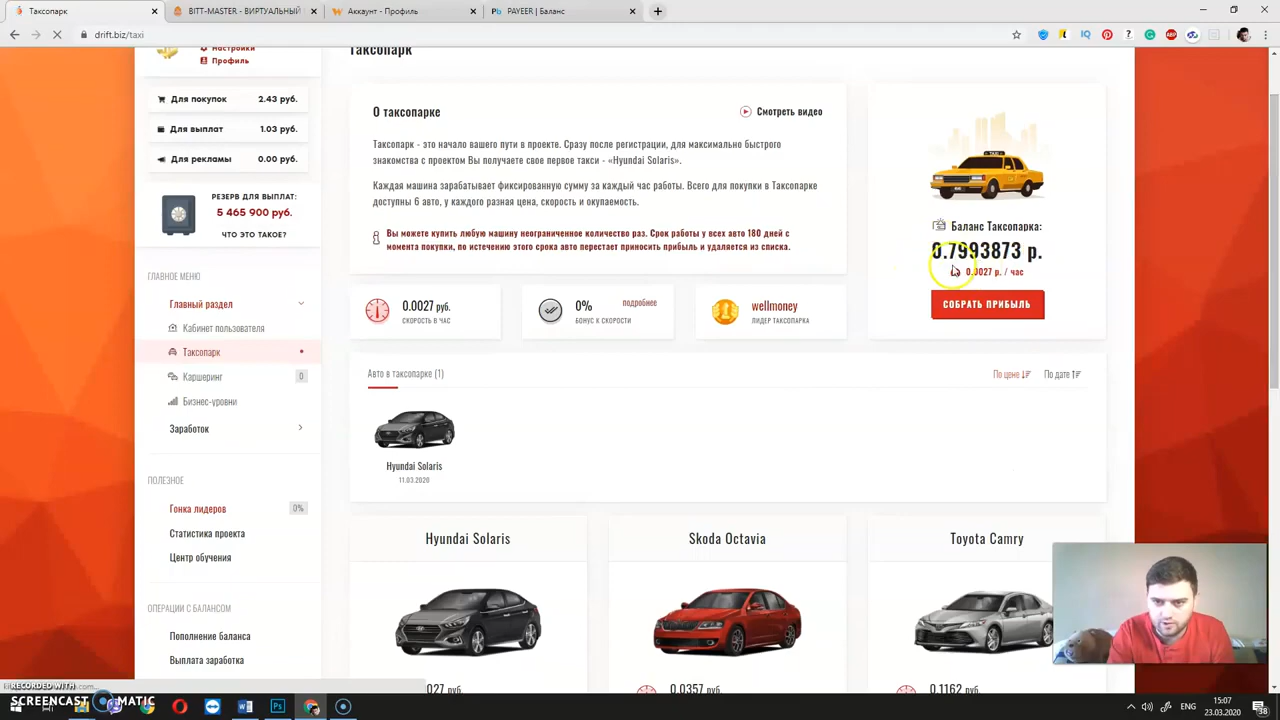 Таксопарк
BITT-MASTER - ВИРТУАЛЬНЫЙ
Аккаунт - Профиль
PAYEER | Баланс
drift.biz/taxi
Настройки
Профиль
Для покупок 2.43 руб.
Для выплат 1.03 руб.
Для рекламы 0.00 руб.
РЕЗЕРВ ДЛЯ ВЫПЛАТ:
5 465 900 руб.
ЧТО ЭТО ТАКОЕ?
ГЛАВНОЕ МЕНЮ
Главный раздел
Кабинет пользователя
Таксопарк
Каршеринг 0
Бизнес-уровни
Заработок
ПОЛЕЗНОЕ
Гонка лидеров 0%
Статистика проекта
Центр обучения
ОПЕРАЦИИ С БАЛАНСОМ
Пополнение баланса
Выплата заработка
Таксопарк
О таксопарке
Смотреть видео
Таксопарк - это начало вашего пути в проекте. Сразу после регистрации, для максимально быстрого
знакомства с проектом Вы получаете свое первое такси - «Hyundai Solaris».
Каждая машина зарабатывает фиксированную сумму за каждый час работы. Всего для покупки в Таксопарке
доступны 6 авто, у каждого разная цена, скорость и окупаемость.
Вы можете купить любую машину неограниченное количество раз. Срок работы у всех авто 180 дней с
момента покупки, по истечению этого срока авто перестает приносить прибыль и удаляется из списка.
Баланс Таксопарка:
0.7993873 р.
0.0027 р. / час
СОБРАТЬ ПРИБЫЛЬ
0.0027 руб.
СКОРОСТЬ В ЧАС
0%
подробнее
БОНУС К СКОРОСТИ
wellmoney
ЛИДЕР ТАКСОПАРКА
Авто в таксопарке (1)
По цене
По дате
Hyundai Solaris
11.03.2020
Hyundai Solaris
Skoda Octavia
Toyota Camry
027 руб.
0.0357 руб.
0.1162 руб.
RECORDED WITH
SCREENCAST MATIC
15:07
23.03.2020
38